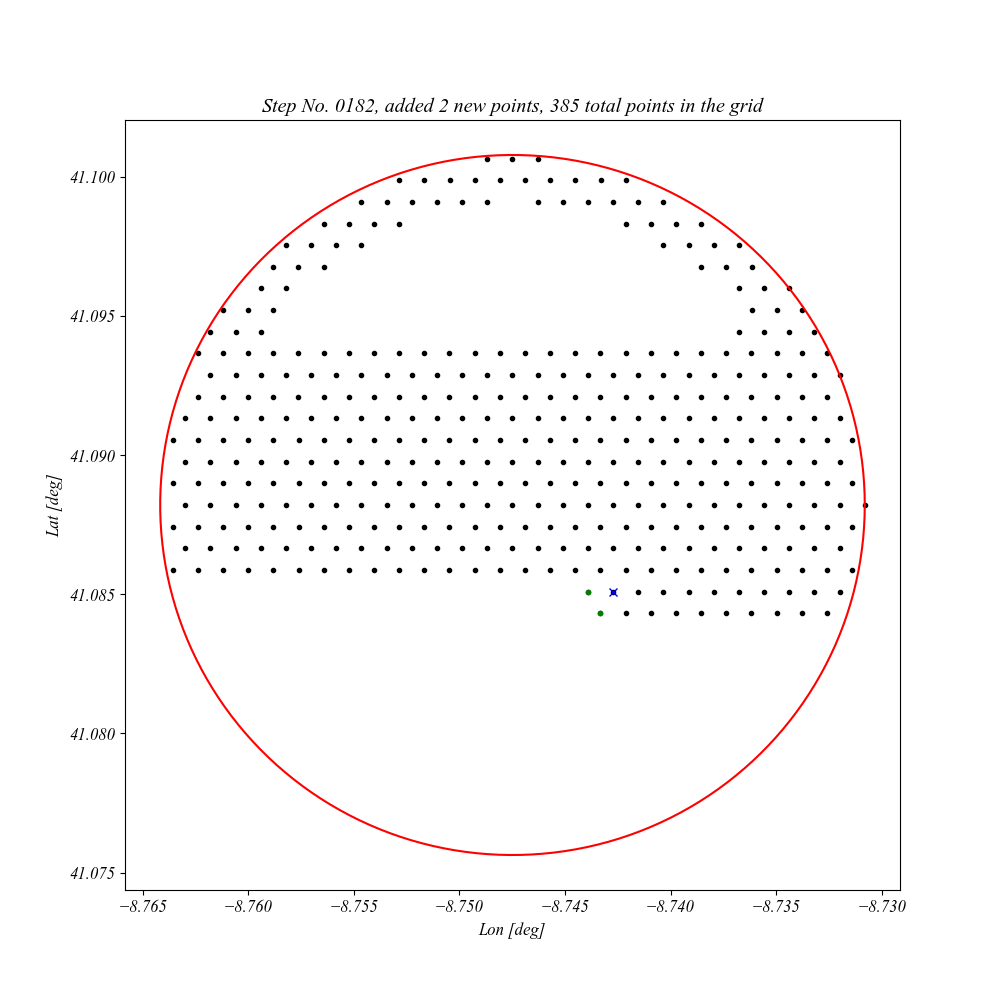 Step No. 0182, added 2 new points, 385 total points in the grid
41.100
41.095
41.090
41.085
41.080
41.075
Lat [deg]
−8.765 −8.760 −8.755 −8.750 −8.745 −8.740 −8.735 −8.730
Lon [deg]